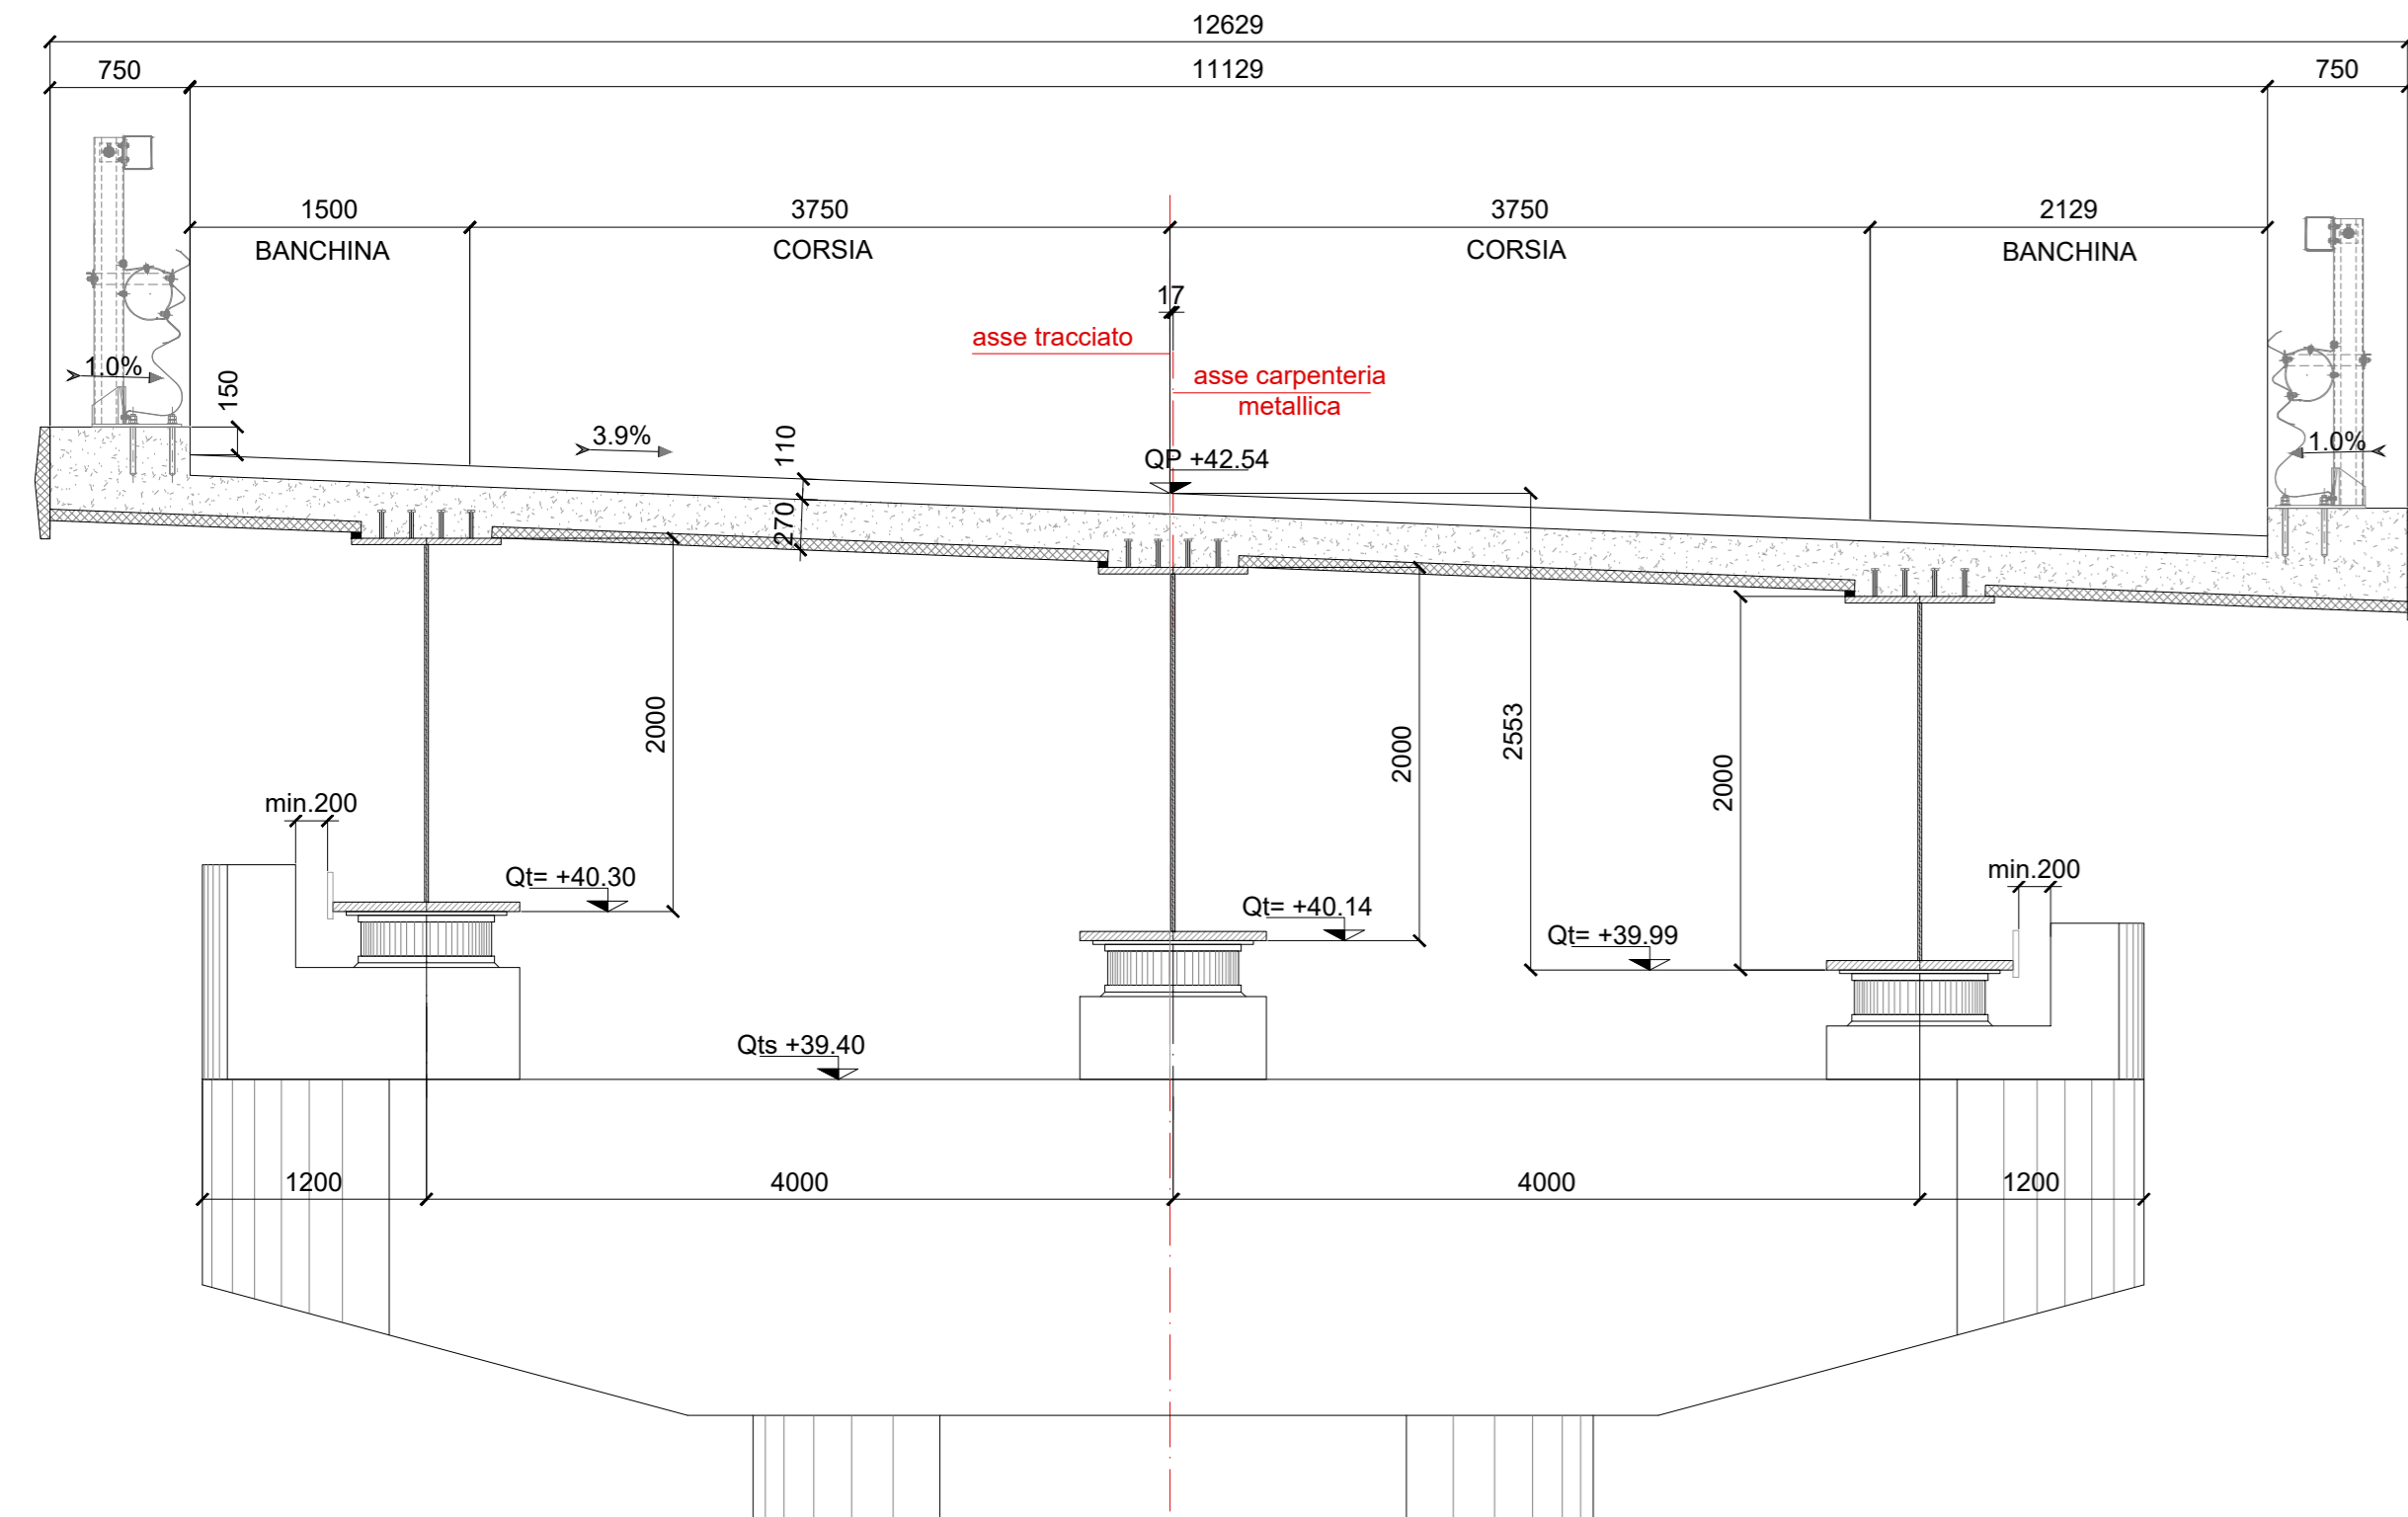 12629
750
11129
750
1500
3750
3750
2129
BANCHINA
CORSIA
CORSIA
BANCHINA
17
asse tracciato
asse carpenteria
metallica
1.0%
150
3.9%
110
1.0%
QP +42.54
270
2000
2000
2553
2000
min.200
min.200
Qt= +40.30
Qt= +40.14
Qt= +39.99
Qts +39.40
1200
4000
4000
1200